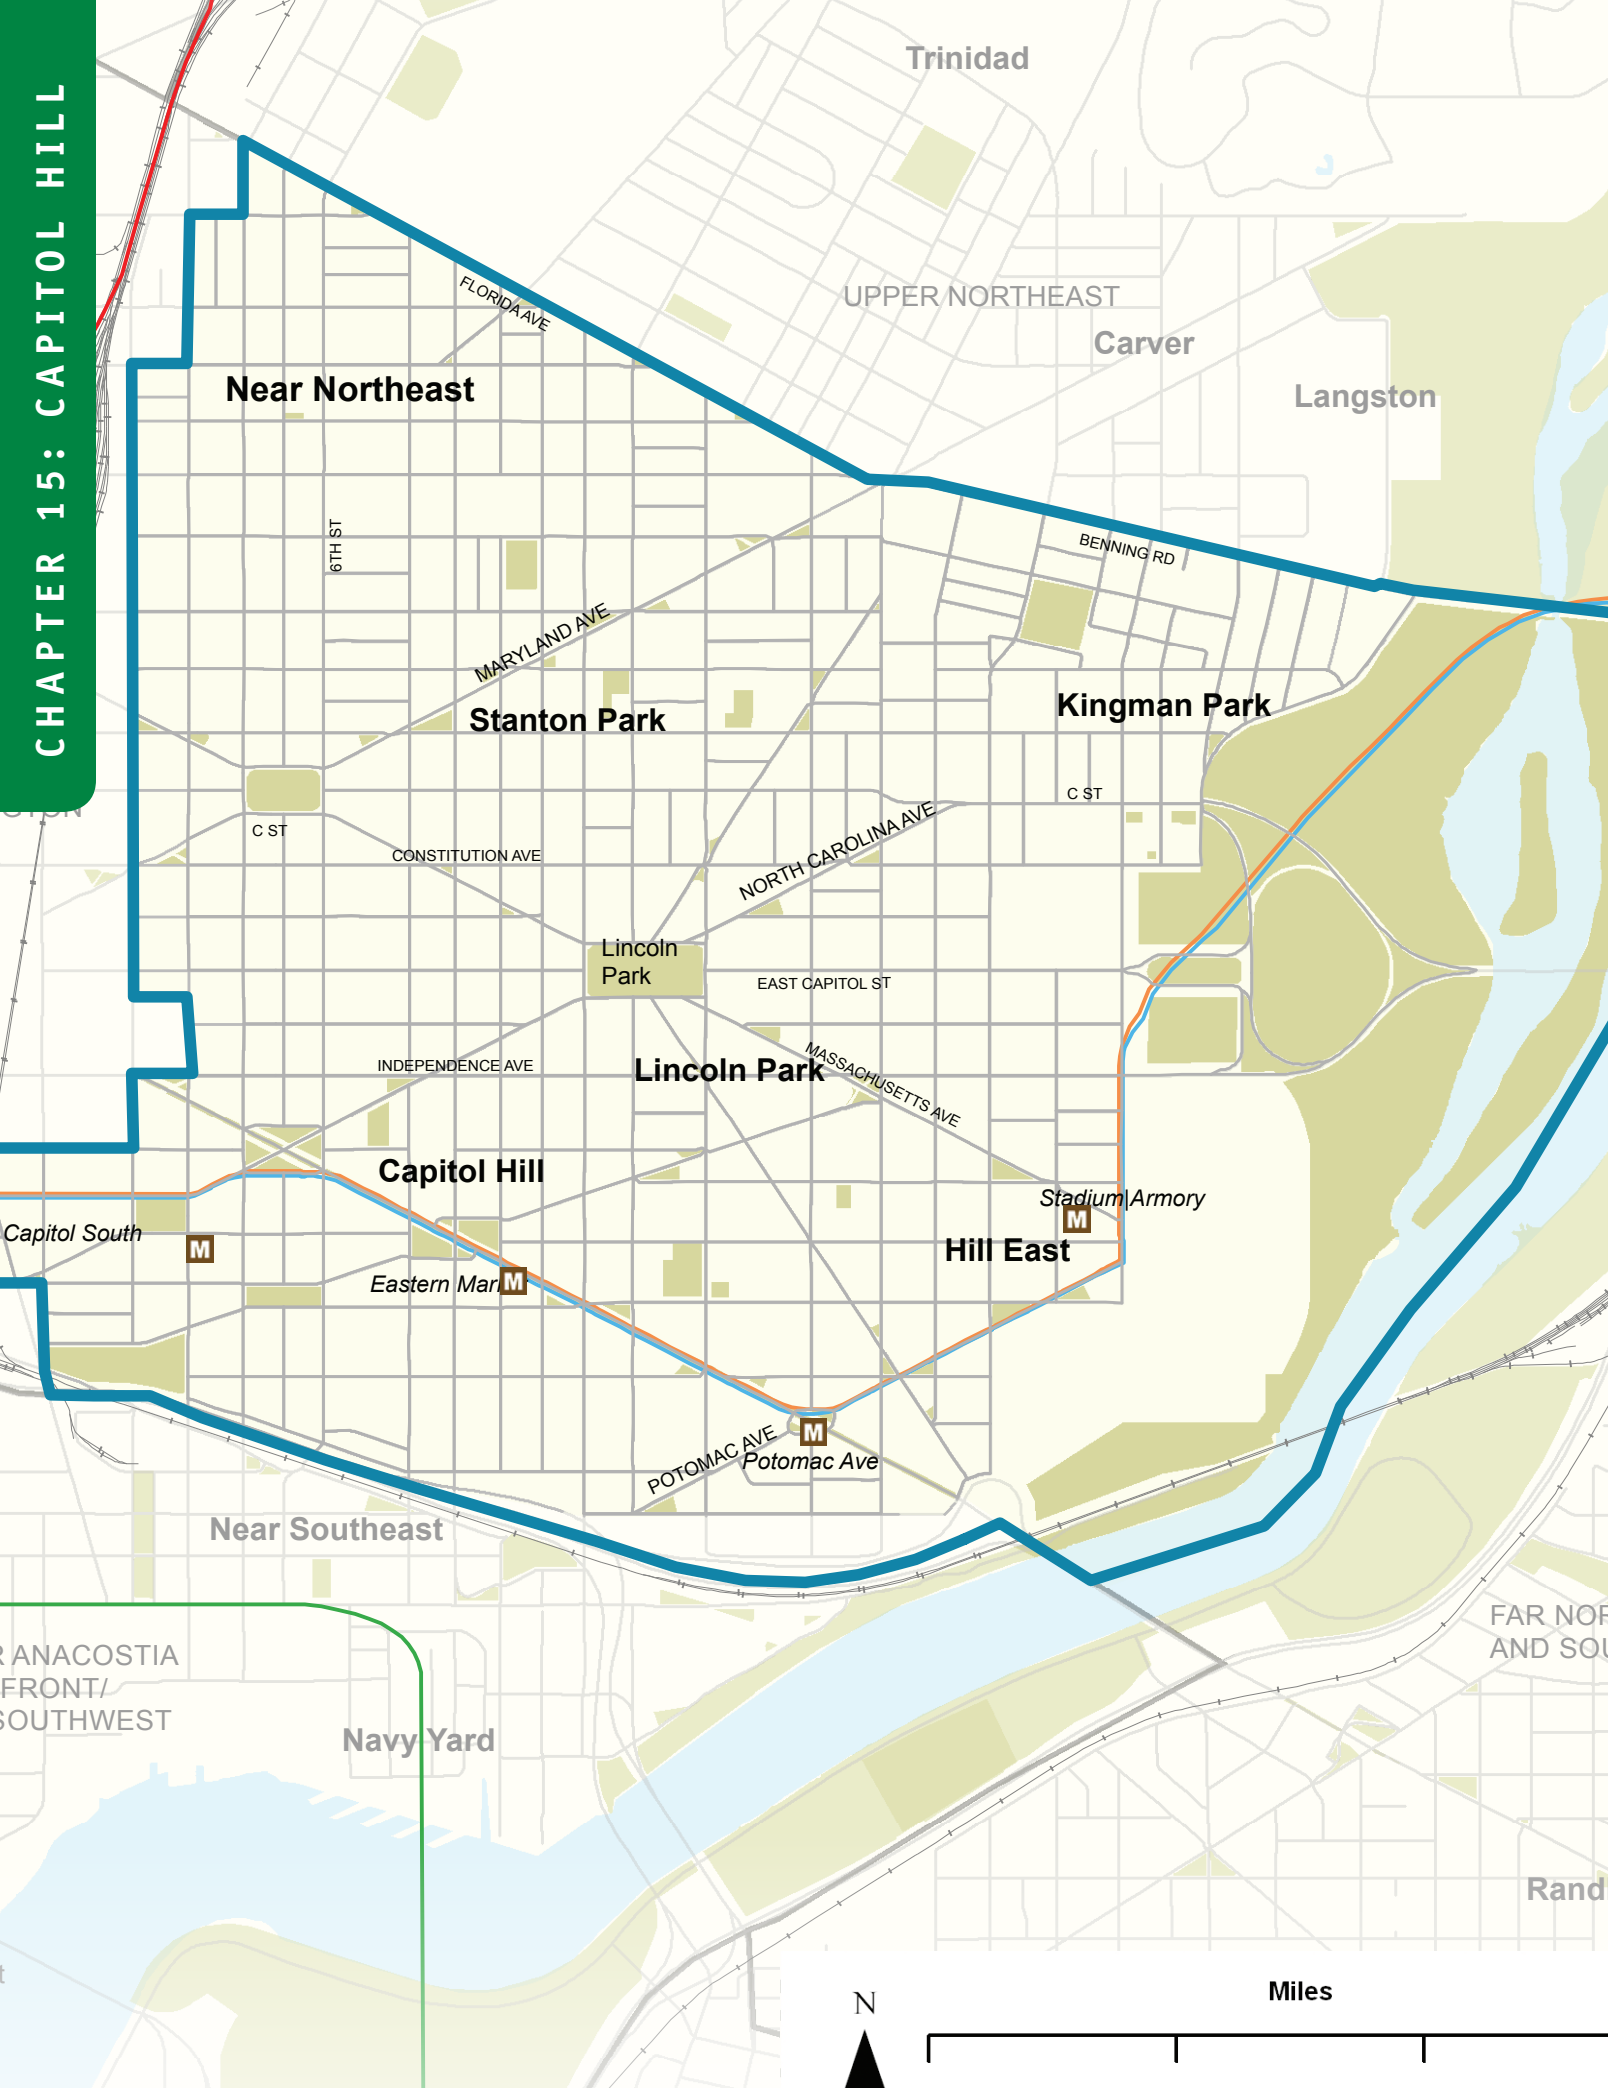 CHAPTER 15: CAPITOL HILL
Trinidad
UPPER NORTHEAST
Carver
FLORIDA AVE
Near Northeast
Langston
6TH ST
BENNING RD
MARYLAND AVE
Stanton Park
Kingman Park
C ST
C ST
CONSTITUTION AVE
NORTH CAROLINA AVE
Lincoln
Park
EAST CAPITOL ST
INDEPENDENCE AVE
Lincoln Park
MASSACHUSETTS AVE
Capitol Hill
Stadium|Armory
M
Capitol South
M
Hill East
Eastern Mar
M
M
POTOMAC AVE
Potomac Ave
Near Southeast
FAR NOR
AND SOU
ANACOSTIA
FRONT/
SOUTHWEST
Navy Yard
Rand
Miles
N